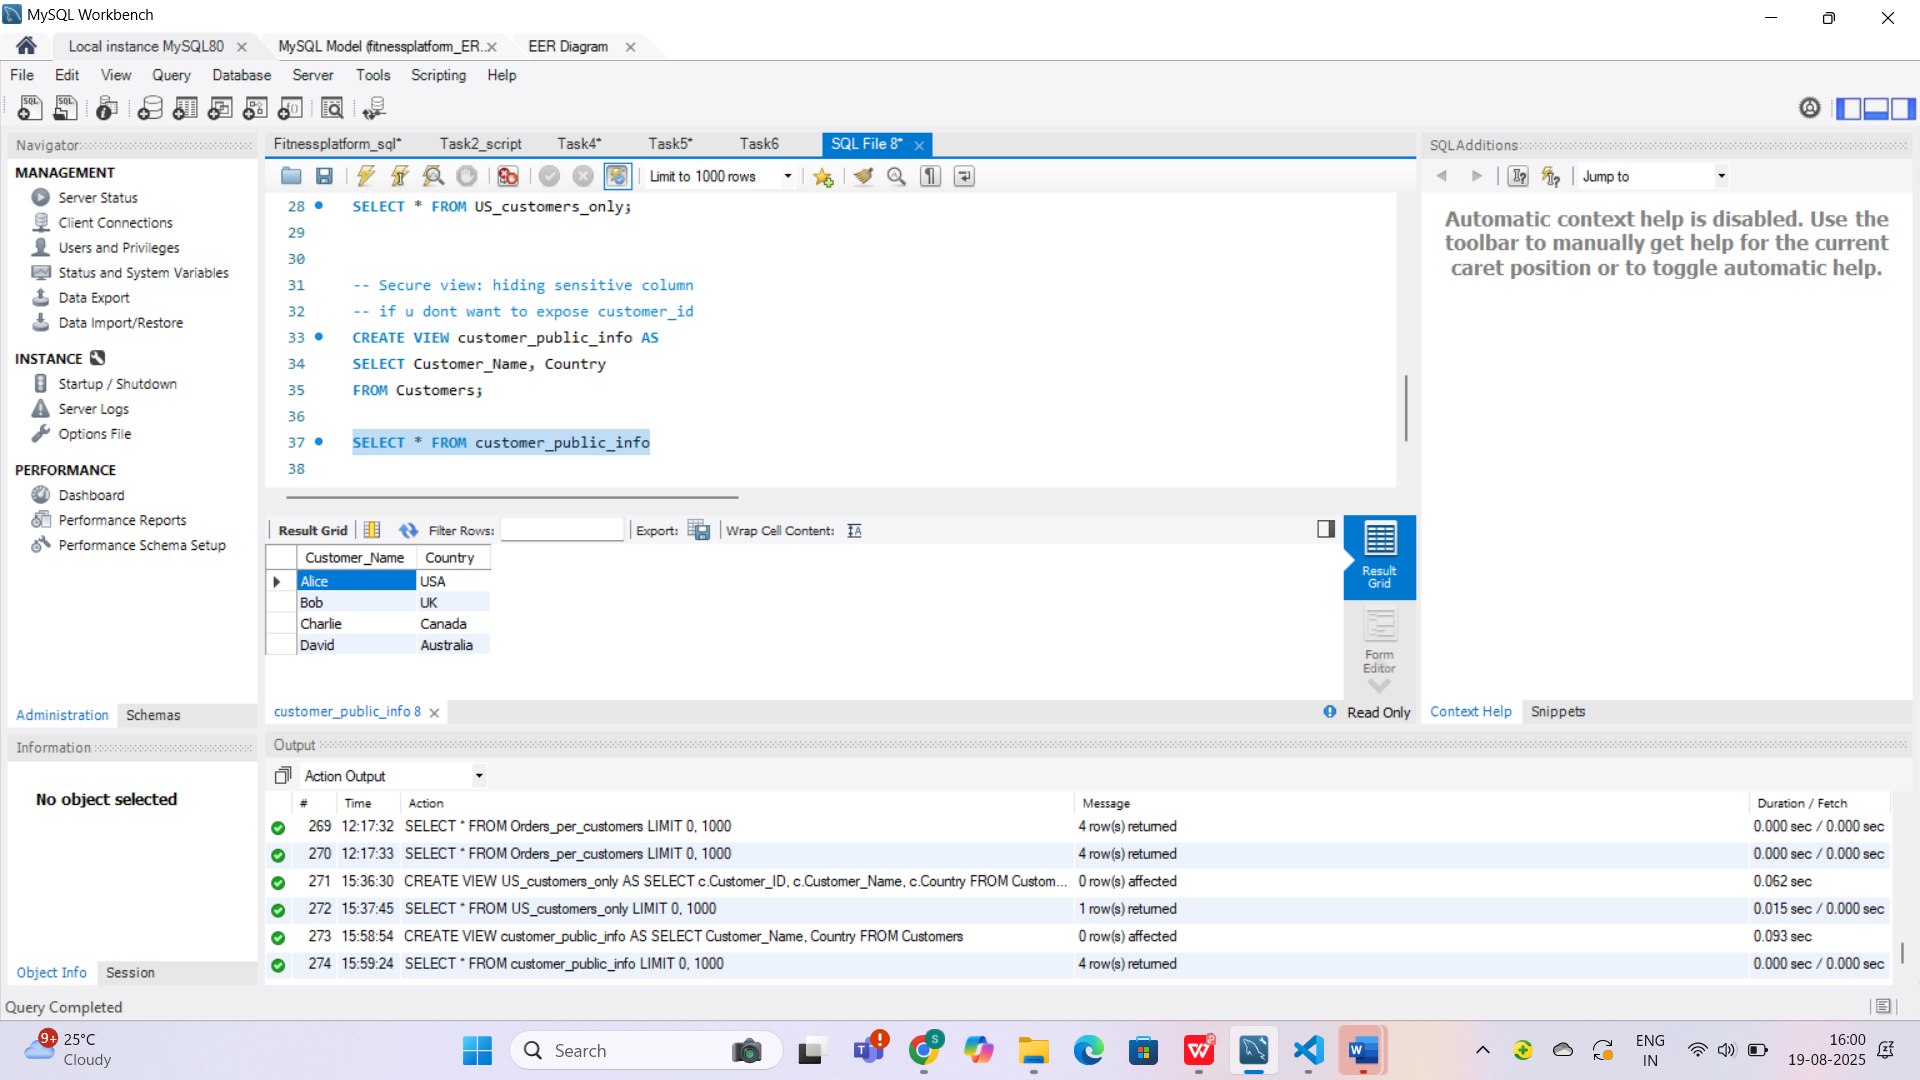 MySQL Workbench
Local instance MySQL80
MySQL Model (fitnessplatform_ER..
EER Diagram
File Edit View Query Database Server Tools Scripting Help
Navigator
MANAGEMENT
Server Status
Client Connections
Users and Privileges
Status and System Variables
Data Export
Data Import/Restore
INSTANCE
Startup / Shutdown
Server Logs
Options File
PERFORMANCE
Dashboard
Performance Reports
Performance Schema Setup
Administration Schemas
Information
No object selected
Object Info Session
Query Completed
Fitnessplatform_sql* Task2_script Task4* Task5* Task6 SQL File 8*
Limit to 1000 rows
28 SELECT * FROM US_customers_only;
29
30
31 -- Secure view: hiding sensitive column
32 -- if u dont want to expose customer_id
33 CREATE VIEW customer_public_info AS
34 SELECT Customer_Name, Country
35 FROM Customers;
36
37 SELECT * FROM customer_public_info
38
Result Grid Filter Rows: Export: Wrap Cell Content:
Customer_Name Country
Alice USA
Bob UK
Charlie Canada
David Australia
Result Grid
Form Editor
customer_public_info 8
Read Only
SQLAdditions
Jump to
Automatic context help is disabled. Use the
toolbar to manually get help for the current
caret position or to toggle automatic help.
Context Help Snippets
Output
Action Output
# Time Action Message Duration / Fetch
269 12:17:32 SELECT * FROM Orders_per_customers LIMIT 0, 1000 4 row(s) returned 0.000 sec / 0.000 sec
270 12:17:33 SELECT * FROM Orders_per_customers LIMIT 0, 1000 4 row(s) returned 0.000 sec / 0.000 sec
271 15:36:30 CREATE VIEW US_customers_only AS SELECT c.Customer_ID, c.Customer_Name, c.Country FROM Custom... 0 row(s) affected 0.062 sec
272 15:37:45 SELECT * FROM US_customers_only LIMIT 0, 1000 1 row(s) returned 0.015 sec / 0.000 sec
273 15:58:54 CREATE VIEW customer_public_info AS SELECT Customer_Name, Country FROM Customers 0 row(s) affected 0.093 sec
274 15:59:24 SELECT * FROM customer_public_info LIMIT 0, 1000 4 row(s) returned 0.000 sec / 0.000 sec
9+
25°C
Cloudy
Search
ENG
IN
16:00
19-08-2025